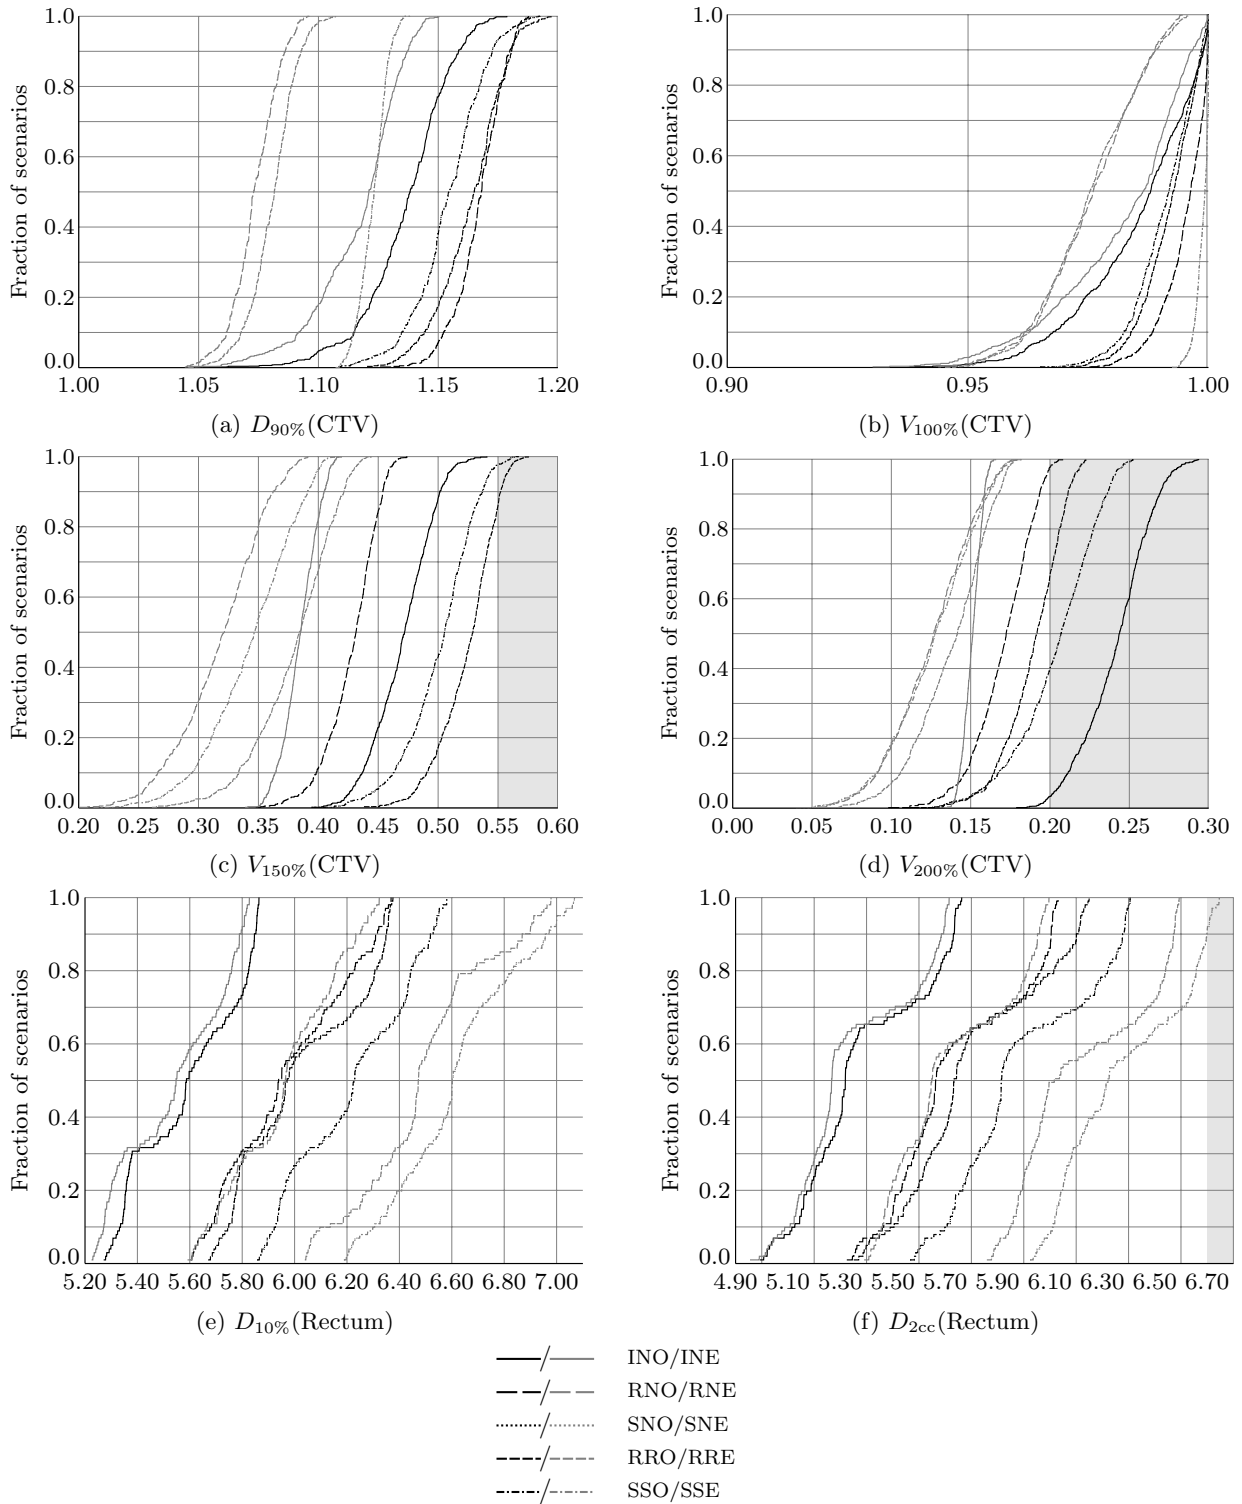 Fraction of scenarios
1.0
0.8
0.6
0.4
0.2
0.0
1.00 1.05 1.10 1.15 1.20
(a) D90%(CTV)
Fraction of scenarios
1.0
0.8
0.6
0.4
0.2
0.0
0.90 0.95 1.00
(b) V100%(CTV)
Fraction of scenarios
1.0
0.8
0.6
0.4
0.2
0.0
0.20 0.25 0.30 0.35 0.40 0.45 0.50 0.55 0.60
(c) V150%(CTV)
Fraction of scenarios
1.0
0.8
0.6
0.4
0.2
0.0
0.00 0.05 0.10 0.15 0.20 0.25 0.30
(d) V200%(CTV)
Fraction of scenarios
1.0
0.8
0.6
0.4
0.2
0.0
5.20 5.40 5.60 5.80 6.00 6.20 6.40 6.60 6.80 7.00
(e) D10%(Rectum)
Fraction of scenarios
1.0
0.8
0.6
0.4
0.2
0.0
4.90 5.10 5.30 5.50 5.70 5.90 6.10 6.30 6.50 6.70
(f) D2cc(Rectum)
INO/INE
RNO/RNE
SNO/SNE
RRO/RRE
SSO/SSE